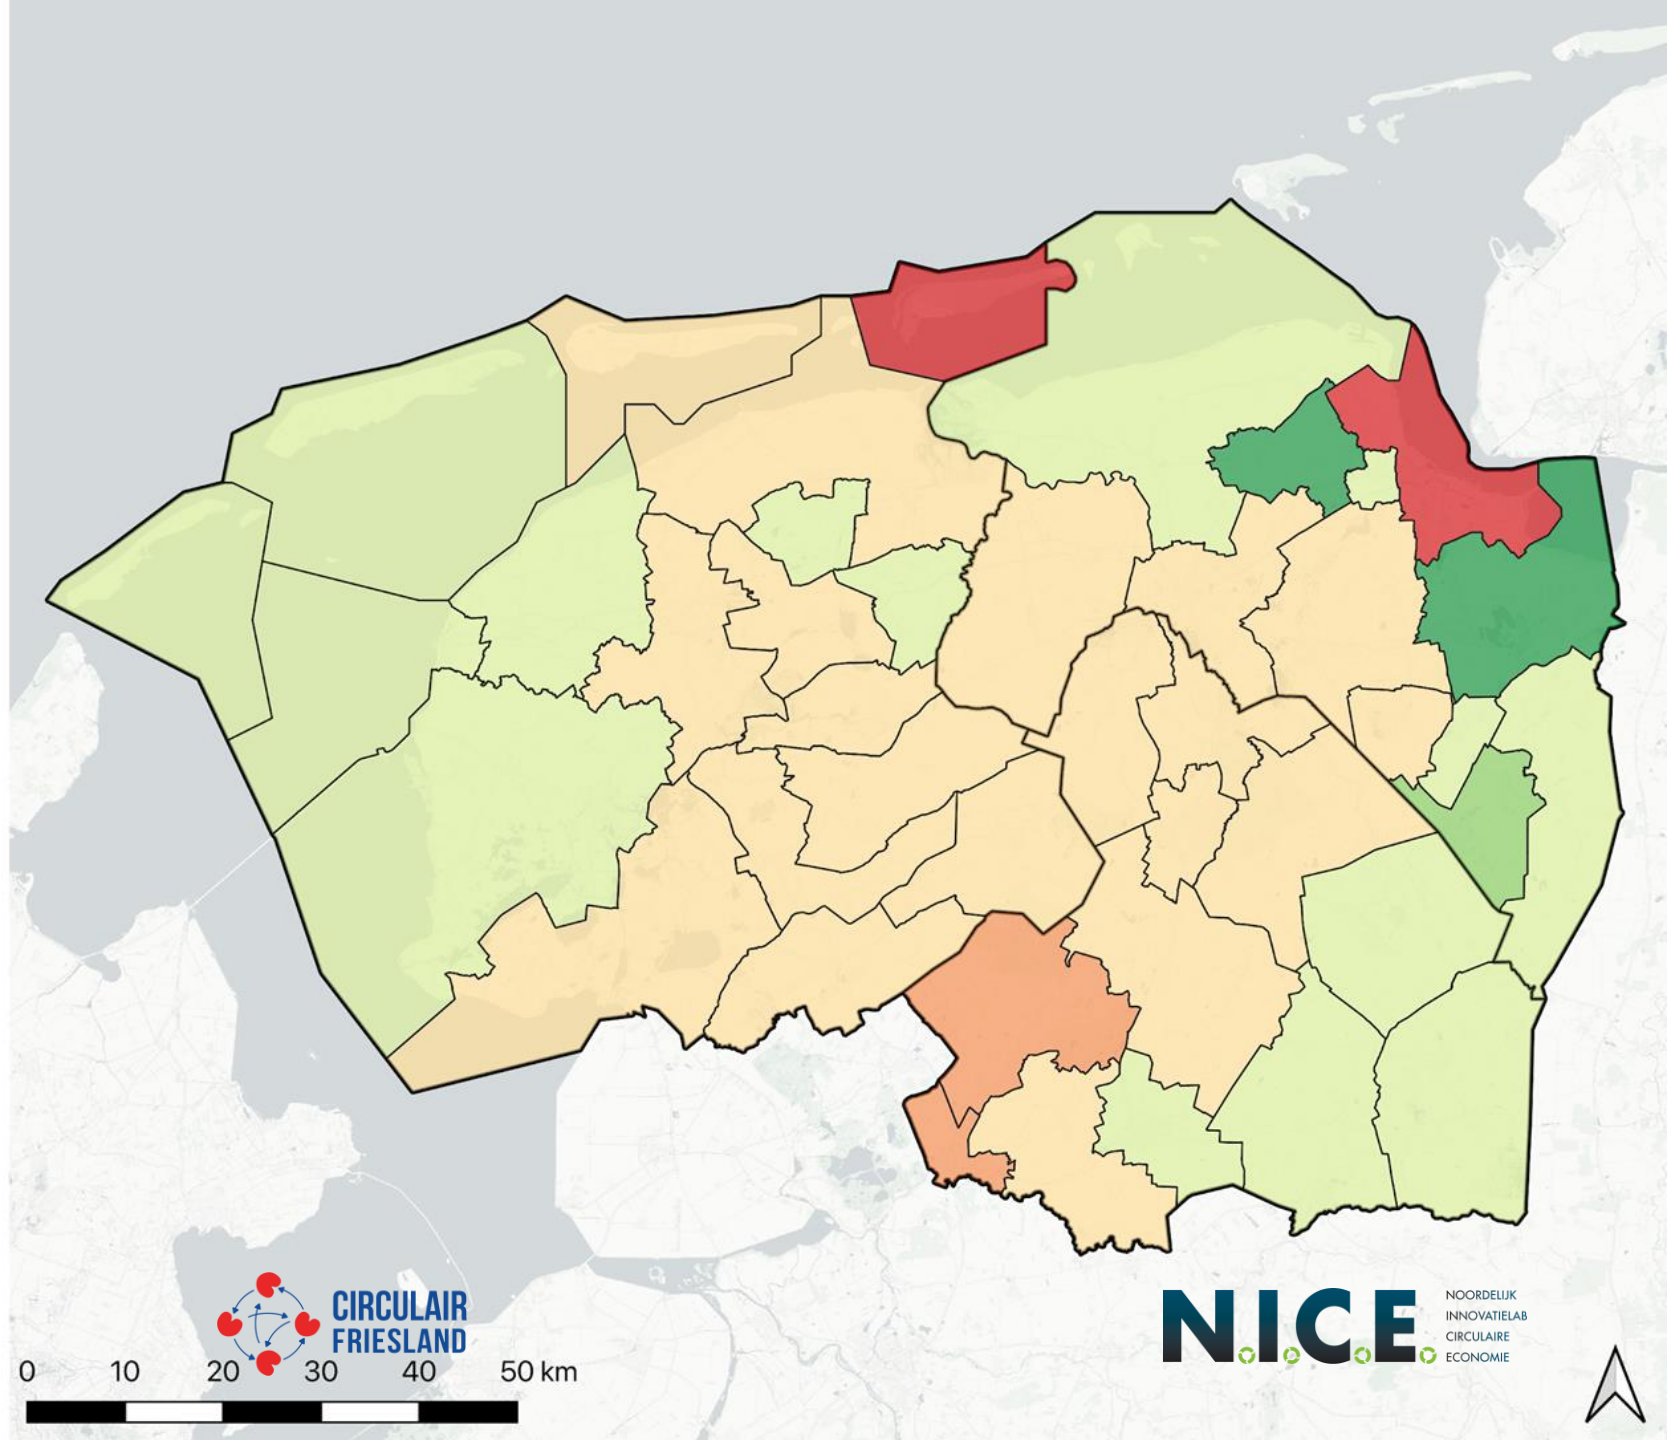 CIRCULAIR
FRIESLAND
N.I.C.E.
NOORDELIJK
INNOVATIELAB
CIRCULAIRE
ECONOMIE
0 10 20 30 40 50 km